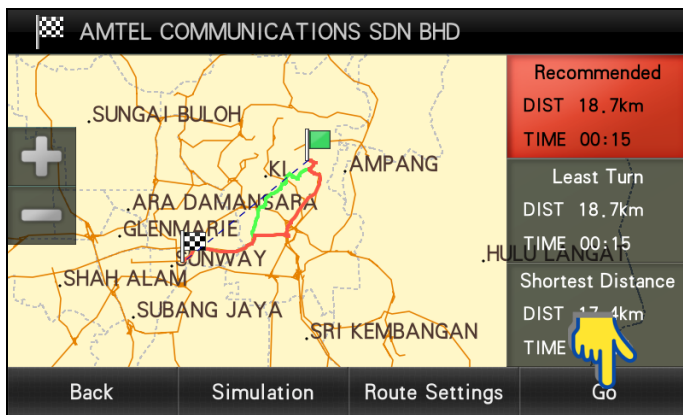 AMTEL COMMUNICATIONS SDN BHD
.SUNGAI BULOH
.KL
.AMPANG
.ARA DAMANSARA
.GLENMARIE
SUNWAY
.SHAH ALAM
.SUBANG JAYA
.SRI KEMBANGAN
.HULU LANGAT
Recommended
DIST 18.7km
TIME 00:15
Least Turn
DIST 18.7km
TIME 00:15
Shortest Distance
DIST
TIME
Back
Simulation
Route Settings
Go